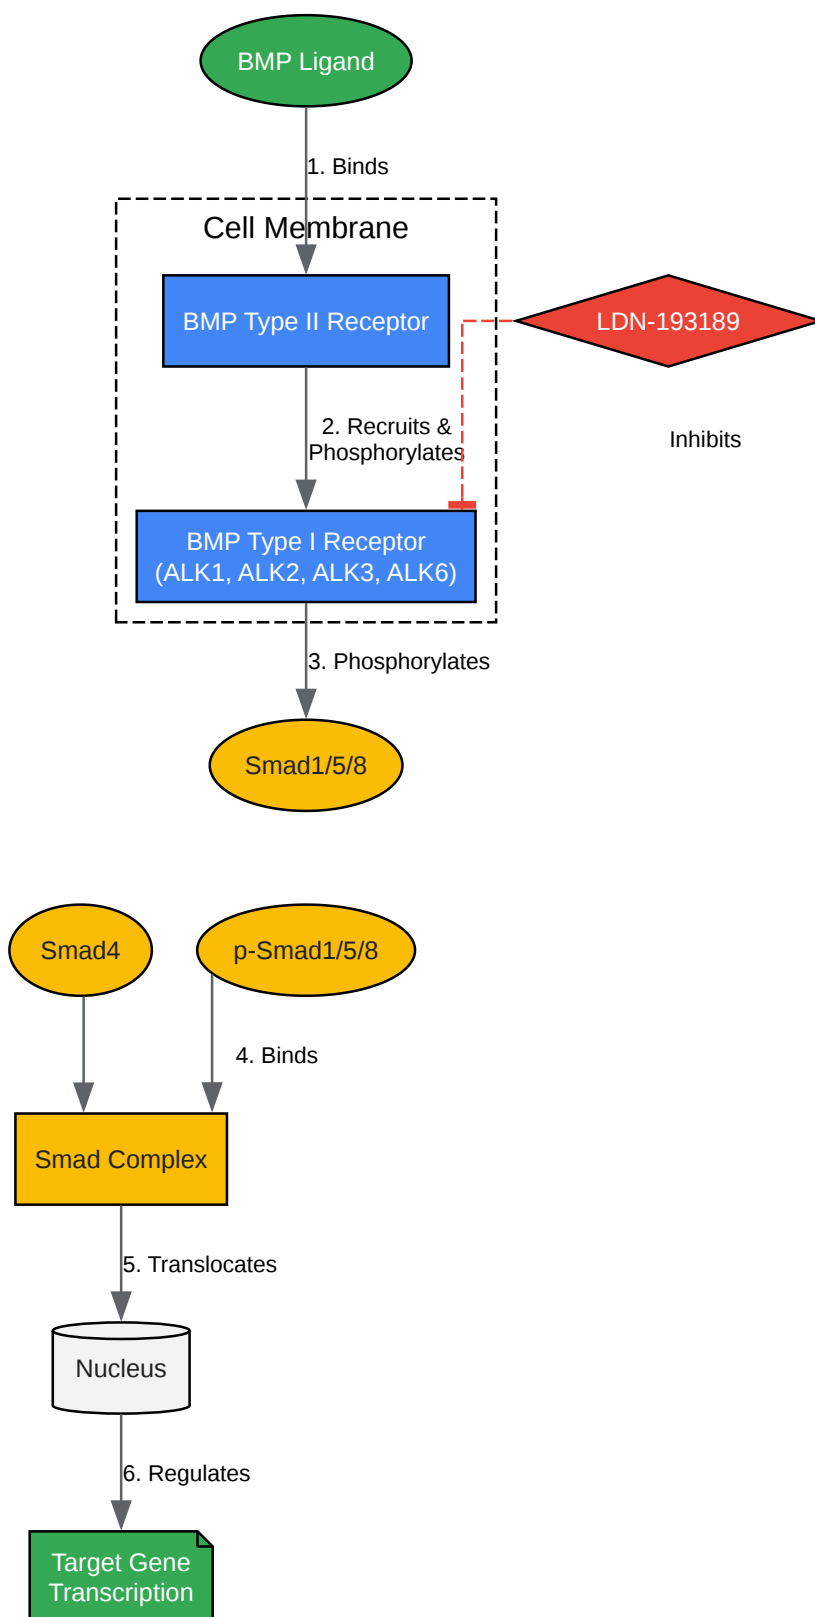 BMP Ligand
1. Binds
Cell Membrane
BMP Type II Receptor
LDN-193189
2. Recruits &
Phosphorylates
Inhibits
BMP Type I Receptor
(ALK1, ALK2, ALK3, ALK6)
3. Phosphorylates
Smad1/5/8
Smad4
p-Smad1/5/8
4. Binds
Smad Complex
5. Translocates
Nucleus
6. Regulates
Target Gene
Transcription